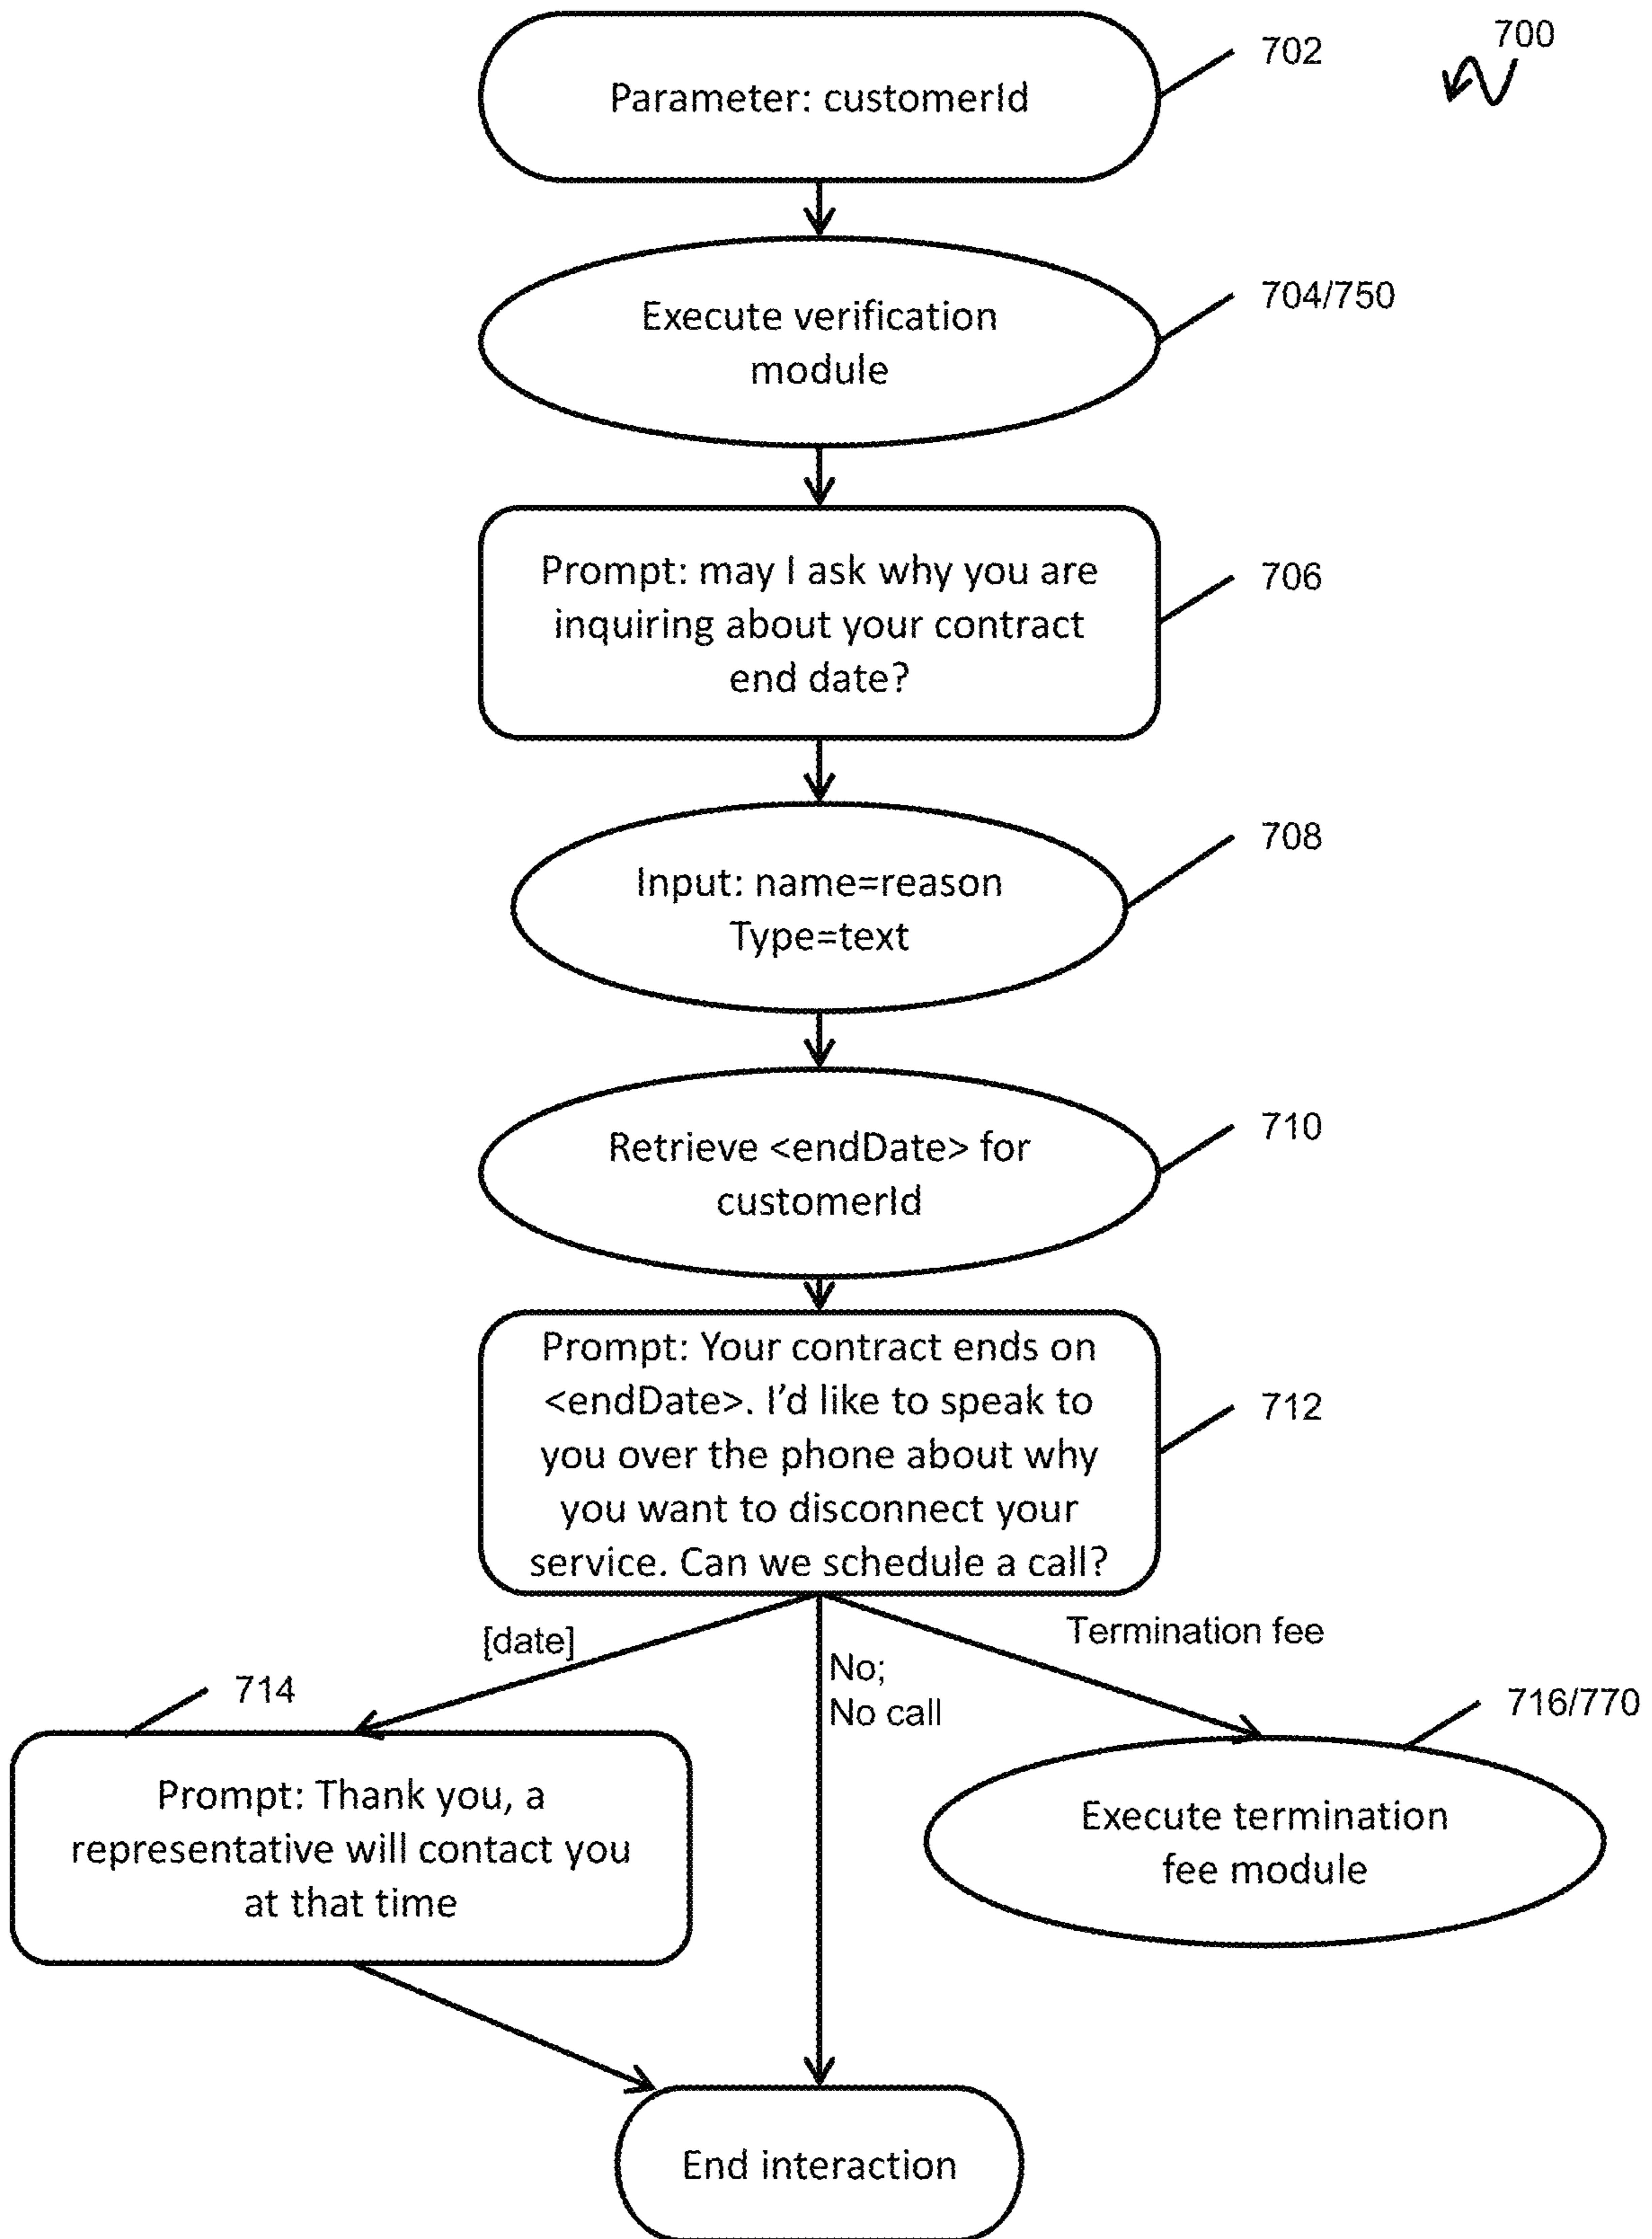 700
702
Parameter: customerId
704/750
Execute verification
module
706
Prompt: may I ask why you are
inquiring about your contract
end date?
708
Input: name=reason
Type=text
710
Retrieve <endDate> for
customerId
712
Prompt: Your contract ends on
<endDate>. I'd like to speak to
you over the phone about why
you want to disconnect your
service. Can we schedule a call?
[date]
No;
No call
Termination fee
714
716/770
Prompt: Thank you, a
representative will contact you
at that time
Execute termination
fee module
End interaction